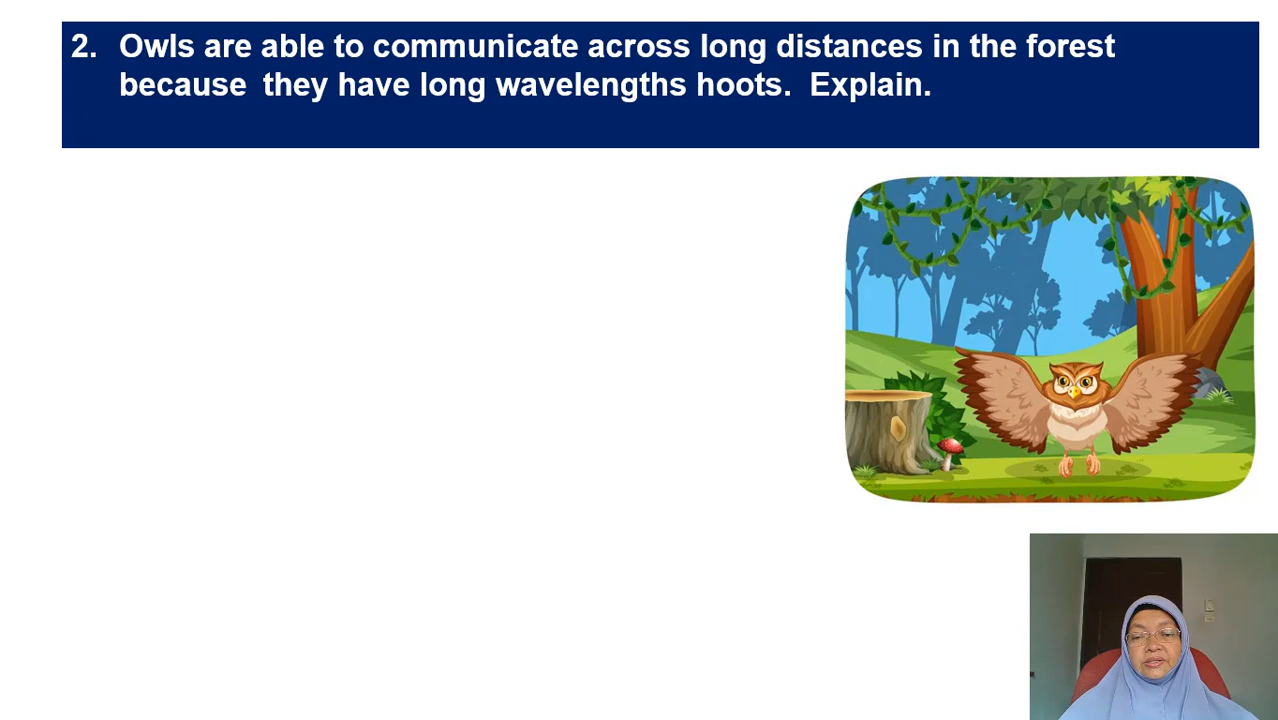 2. Owls are able to communicate across long distances in the forest
because they have long wavelengths hoots. Explain.